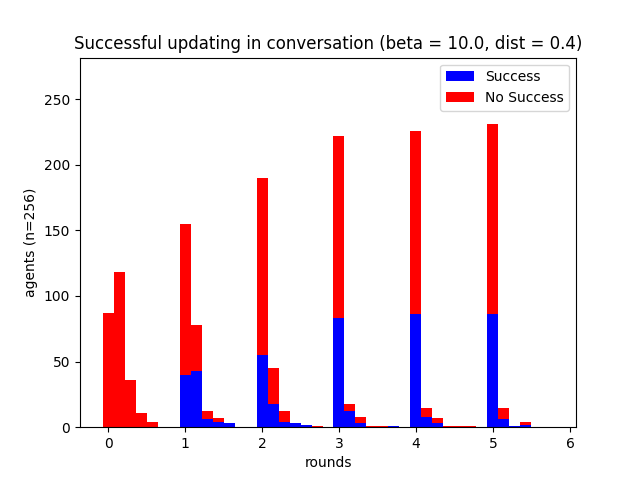 Successful updating in conversation (beta = 10.0, dist = 0.4)
Success
No Success
250
200
150
100
50
0
agents (n=256)
0 1 2 3 4 5 6
rounds